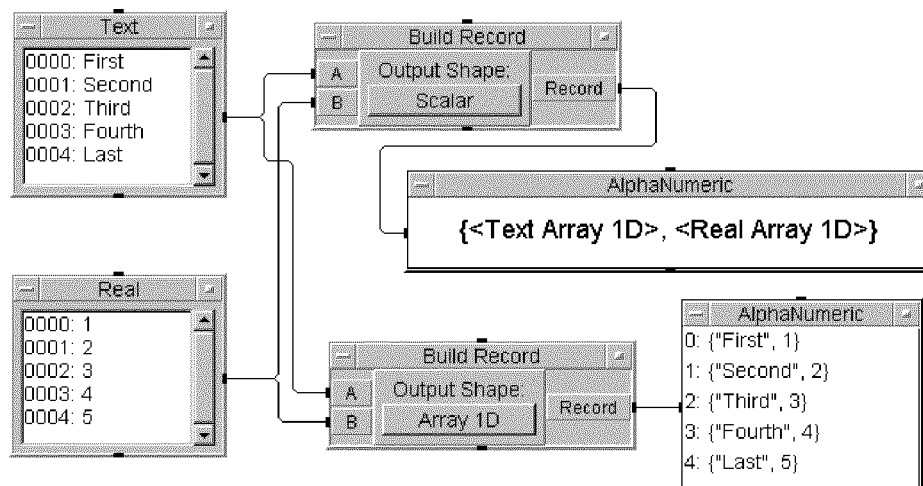 Text
0000: First
0001: Second
0002: Third
0003: Fourth
0004: Last
Build Record
A
B
Output Shape:
Scalar
Record
AlphaNumeric
{<Text Array 1D>, <Real Array 1D>}
Real
0000: 1
0001: 2
0002: 3
0003: 4
0004: 5
Build Record
A
B
Output Shape:
Array 1D
Record
AlphaNumeric
0: {"First", 1}
1: {"Second", 2}
2: {"Third", 3}
3: {"Fourth", 4}
4: {"Last", 5}